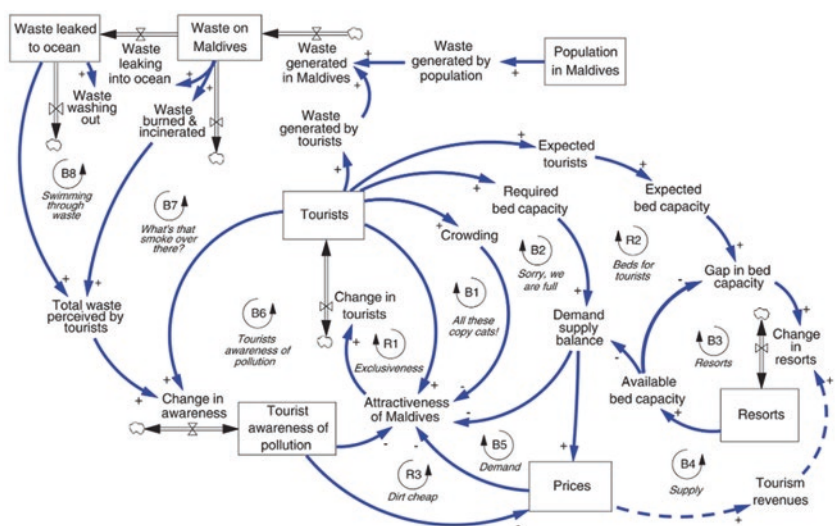 Waste leaked
to ocean
Waste
leaking
into ocean
Waste on
Maldives
Waste
generated
in Maldives
Waste
generated by
population
Population
in Maldives
+
+
+
+
+
+
+
Waste
washing
out
Waste
burned &
incinerated
Waste
generated by
tourists
+
B8
Swimming
through
waste
B7
What's that
smoke over
there?
Tourists
+
Expected
tourists
+
Required
bed capacity
+
Expected
bed capacity
+
Crowding
B2
Sorry, we
are full
R2
Beds for
tourists
+
-
Gap in bed
capacity
+
+
Total waste
perceived by
tourists
B6
Tourists
awareness of
pollution
Change in
tourists
+
R1
Exclusiveness
B1
All these
copy cats!
+
Demand
supply
balance
-
B3
Resorts
+
Change
in
resorts
+
+
+
Change in
awareness
+
-
Attractiveness
of Maldives
-
Available
bed capacity
+
Resorts
Tourist
awareness of
pollution
-
-
R3
Dirt cheap
B5
Demand
+
Prices
B4
Supply
Tourism
revenues
+
+
-